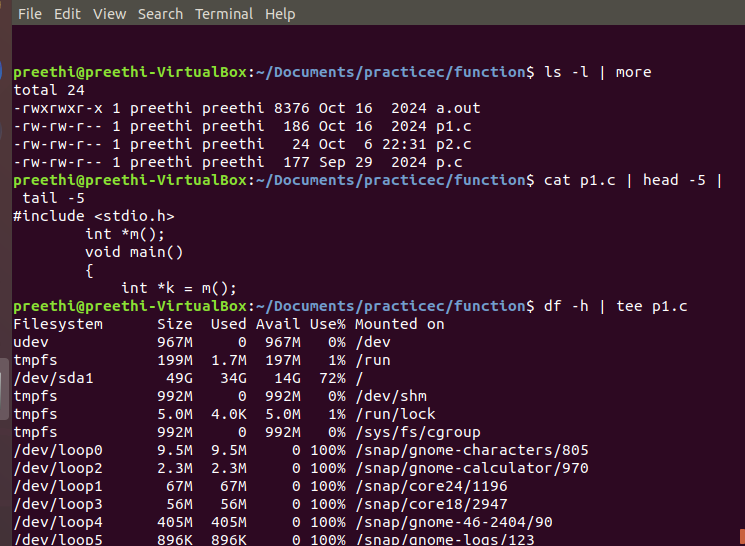 File Edit View Search Terminal Help
preethi@preethi-VirtualBox:~/Documents/practicec/function$ ls -l | more
total 24
-rwxrwxr-x 1 preethi preethi 8376 Oct 16  2024 a.out
-rw-rw-r-- 1 preethi preethi  186 Oct 16  2024 p1.c
-rw-rw-r-- 1 preethi preethi   24 Oct  6 22:31 p2.c
-rw-rw-r-- 1 preethi preethi  177 Sep 29  2024 p.c
preethi@preethi-VirtualBox:~/Documents/practicec/function$ cat p1.c | head -5 |
 tail -5
#include <stdio.h>
        int *m();
        void main()
        {
            int *k = m();
preethi@preethi-VirtualBox:~/Documents/practicec/function$ df -h | tee p1.c
Filesystem      Size  Used Avail Use% Mounted on
udev            967M     0  967M   0% /dev
tmpfs           199M  1.7M  197M   1% /run
/dev/sda1        49G   34G   14G  72% /
tmpfs           992M     0  992M   0% /dev/shm
tmpfs           5.0M  4.0K  5.0M   1% /run/lock
tmpfs           992M     0  992M   0% /sys/fs/cgroup
/dev/loop0      9.5M  9.5M     0 100% /snap/gnome-characters/805
/dev/loop2      2.3M  2.3M     0 100% /snap/gnome-calculator/970
/dev/loop1       67M   67M     0 100% /snap/core24/1196
/dev/loop3       56M   56M     0 100% /snap/core18/2947
/dev/loop4      405M  405M     0 100% /snap/gnome-46-2404/90
/dev/loop5      896K  896K     0 100% /snap/gnome-logs/123